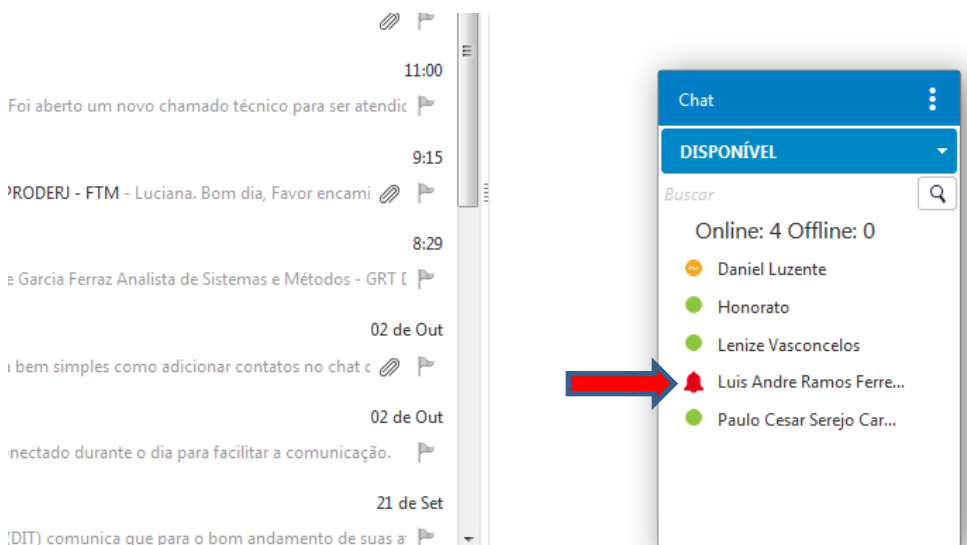 11:00
Foi aberto um novo chamado técnico para ser atendic
9:15
PRODERJ - FTM - Luciana. Bom dia, Favor encami
8:29
e Garcia Ferraz Analista de Sistemas e Métodos - GRT D
02 de Out
bem simples como adicionar contatos no chat c
02 de Out
nectado durante o dia para facilitar a comunicação.
21 de Set
(DIT) comunica que para o bom andamento de suas a
Chat
DISPONÍVEL
Buscar
Online: 4 Offline: 0
Daniel Luzente
Honorato
Lenize Vasconcelos
Luis Andre Ramos Ferre...
Paulo Cesar Serejo Car...